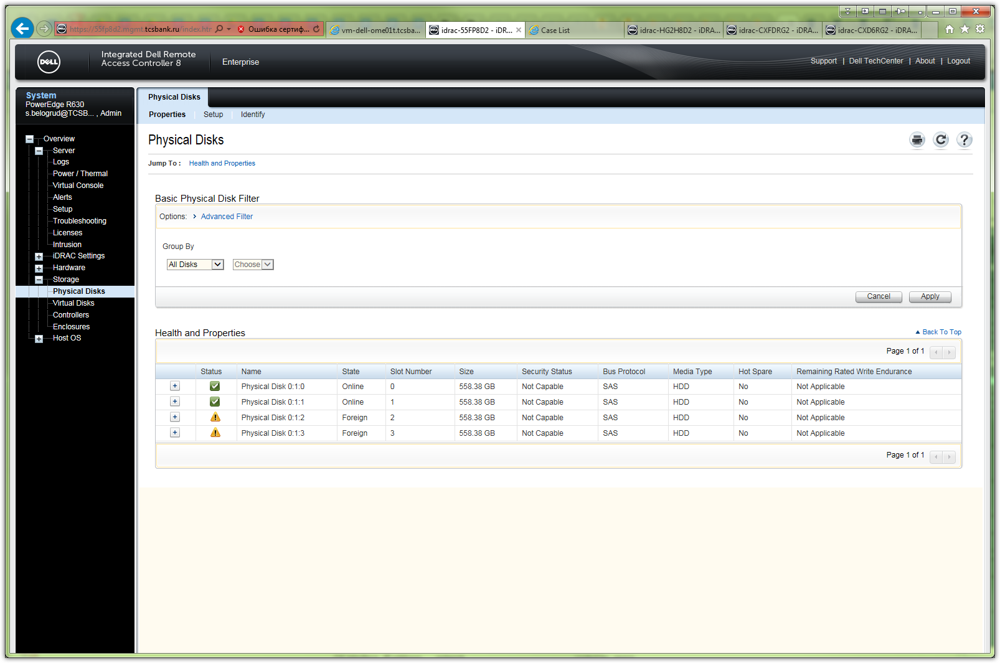 https://55fp8d2.mgmt.tcsbank.ru/index.htr
Ошибка сертиф...
vm-dell-ome01t.tcsba...
idrac-55FP8D2 - iDR...
Case List
idrac-HG2H8D2 - iDRA...
idrac-CXFDRG2 - iDRA...
idrac-CXD6RG2 - iDRA...
DELL
Integrated Dell Remote
Access Controller 8
Enterprise
Support | Dell TechCenter | About | Logout
System
PowerEdge R630
s.belogrud@TCSB... , Admin
Overview
Server
Logs
Power / Thermal
Virtual Console
Alerts
Setup
Troubleshooting
Licenses
Intrusion
iDRAC Settings
Hardware
Storage
Physical Disks
Virtual Disks
Controllers
Enclosures
Host OS
Physical Disks
Properties Setup Identify
Physical Disks
Jump To : Health and Properties
Basic Physical Disk Filter
Options: Advanced Filter
Group By
All Disks Choose
Cancel Apply
Health and Properties
Back To Top
Page 1 of 1
Status Name State Slot Number Size Security Status Bus Protocol Media Type Hot Spare Remaining Rated Write Endurance
Physical Disk 0:1:0 Online 0 558.38 GB Not Capable SAS HDD No Not Applicable
Physical Disk 0:1:1 Online 1 558.38 GB Not Capable SAS HDD No Not Applicable
Physical Disk 0:1:2 Foreign 2 558.38 GB Not Capable SAS HDD No Not Applicable
Physical Disk 0:1:3 Foreign 3 558.38 GB Not Capable SAS HDD No Not Applicable
Page 1 of 1